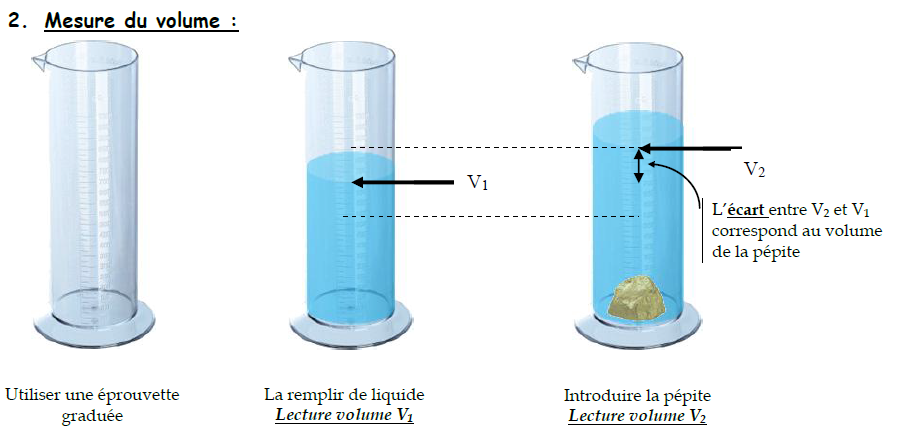 2. Mesure du volume :
V1
V2
L'écart entre V2 et V1
correspond au volume
de la pépite
Utiliser une éprouvette
graduée
La remplir de liquide
Lecture volume V1
Introduire la pépite
Lecture volume V2